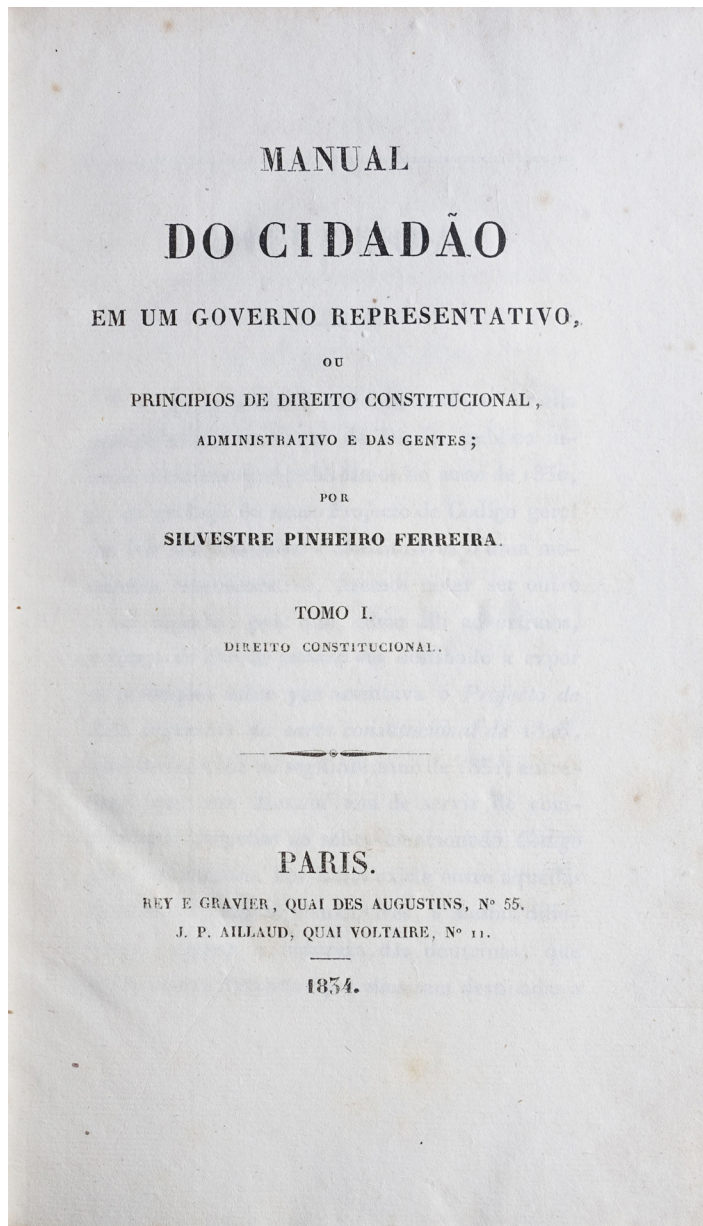 MANUAL
DO CIDADÃO
EM UM GOVERNO REPRESENTATIVO,
OU
PRINCIPIOS DE DIREITO CONSTITUCIONAL,
ADMINISTRATIVO E DAS GENTES;
POR
SILVESTRE PINHEIRO FERREIRA.
TOMO I.
DIREITO CONSTITUCIONAL.
PARIS.
REY E GRAVIER, QUAI DES AUGUSTINS, Nº 55.
J. P. AILLAUD, QUAI VOLTAIRE, Nº 11.
1834.